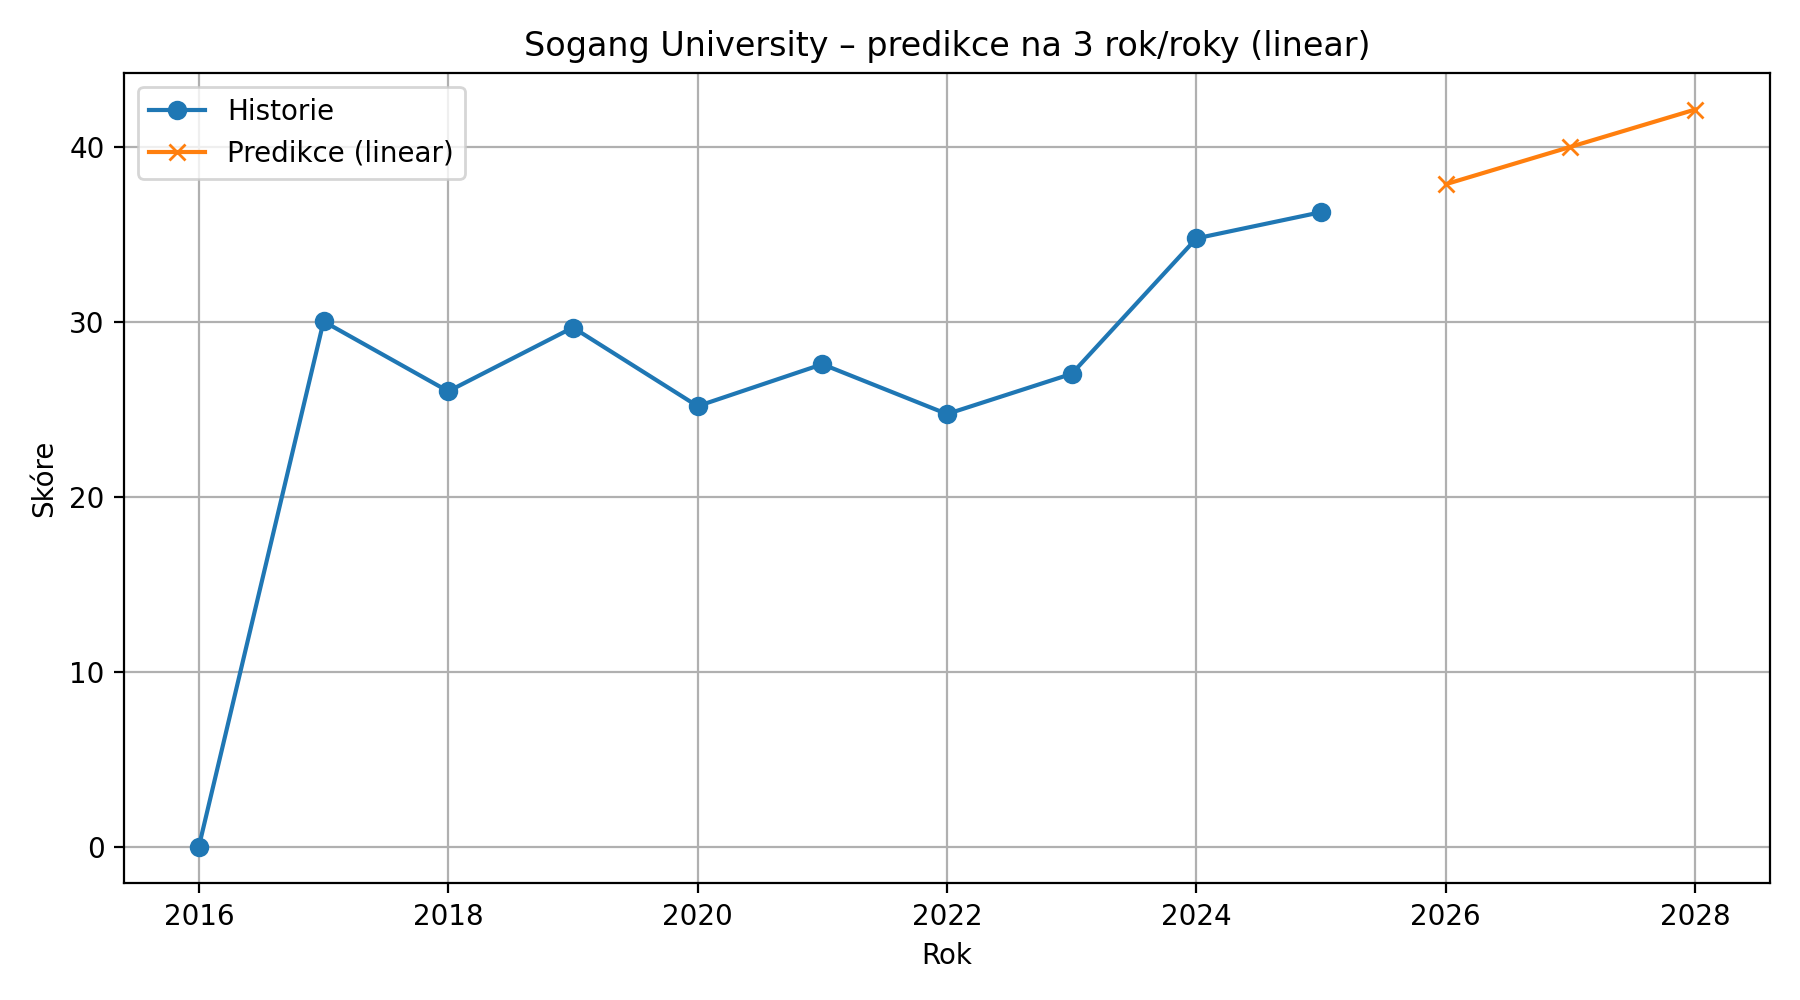 Sogang University – predikce na 3 rok/roky (linear)
Historie
Predikce (linear)
Skóre
40
30
20
10
0
2016 2018 2020 2022 2024 2026 2028
Rok